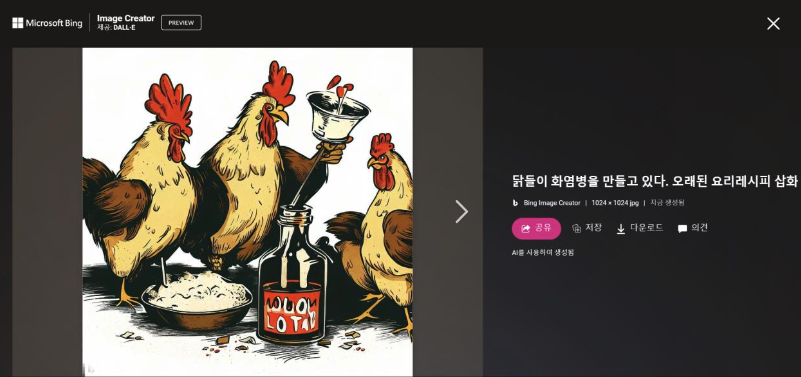 Microsoft Bing
Image Creator
제공: DALL·E
PREVIEW
닭들이 화염병을 만들고 있다. 오래된 요리레시피 삽화
Bing Image Creator | 1024 × 1024 jpg | 지금 생성됨
공유
저장
다운로드
의견
AI를 사용하여 생성됨
LOTA